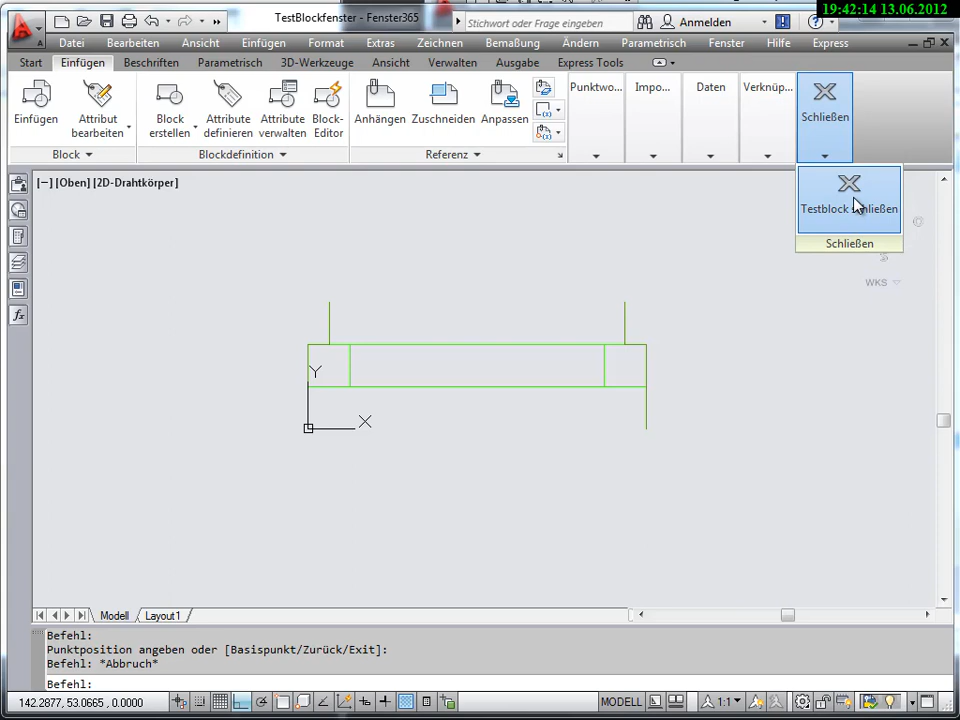 19:42:14 13.06.2012
TestBlockfenster - Fenster365
Stichwort oder Frage eingeben
Anmelden
Datei Bearbeiten Ansicht Einfügen Format Extras Zeichnen Bemaßung Ändern Parametrisch Fenster Hilfe Express
Start Einfügen Beschriften Parametrisch 3D-Werkzeuge Ansicht Verwalten Ausgabe Express Tools
Einfügen
Attribut bearbeiten
Block erstellen
Attribute definieren
Attribute verwalten
Block-Editor
Anhängen
Zuschneiden
Anpassen
Punktwo...
Impo...
Daten
Verknüp...
Schließen
Block
Blockdefinition
Referenz
Schließen
[−] [Oben] [2D-Drahtkörper]
WKS
Y
X
Modell Layout1
Befehl:
Punktposition angeben oder [Basispunkt/Zurück/Exit]:
Befehl: *Abbruch*
Befehl:
142.2877, 53.0665, 0.0000
MODELL
1:1